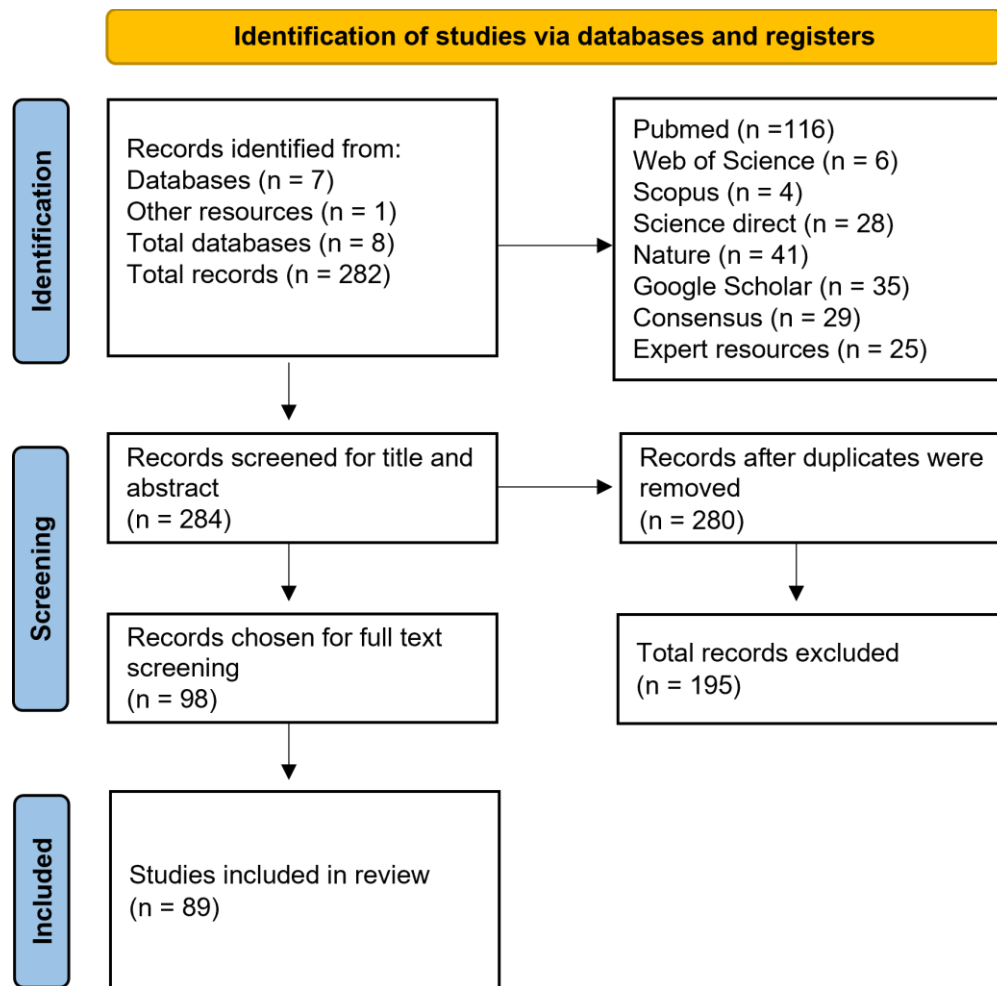 Identification of studies via databases and registers
Identification
Records identified from:
Databases (n = 7)
Other resources (n = 1)
Total databases (n = 8)
Total records (n = 282)
Pubmed (n =116)
Web of Science (n = 6)
Scopus (n = 4)
Science direct (n = 28)
Nature (n = 41)
Google Scholar (n = 35)
Consensus (n = 29)
Expert resources (n = 25)
Screening
Records screened for title and
abstract
(n = 284)
Records after duplicates were
removed
(n = 280)
Records chosen for full text
screening
(n = 98)
Total records excluded
(n = 195)
Included
Studies included in review
(n = 89)